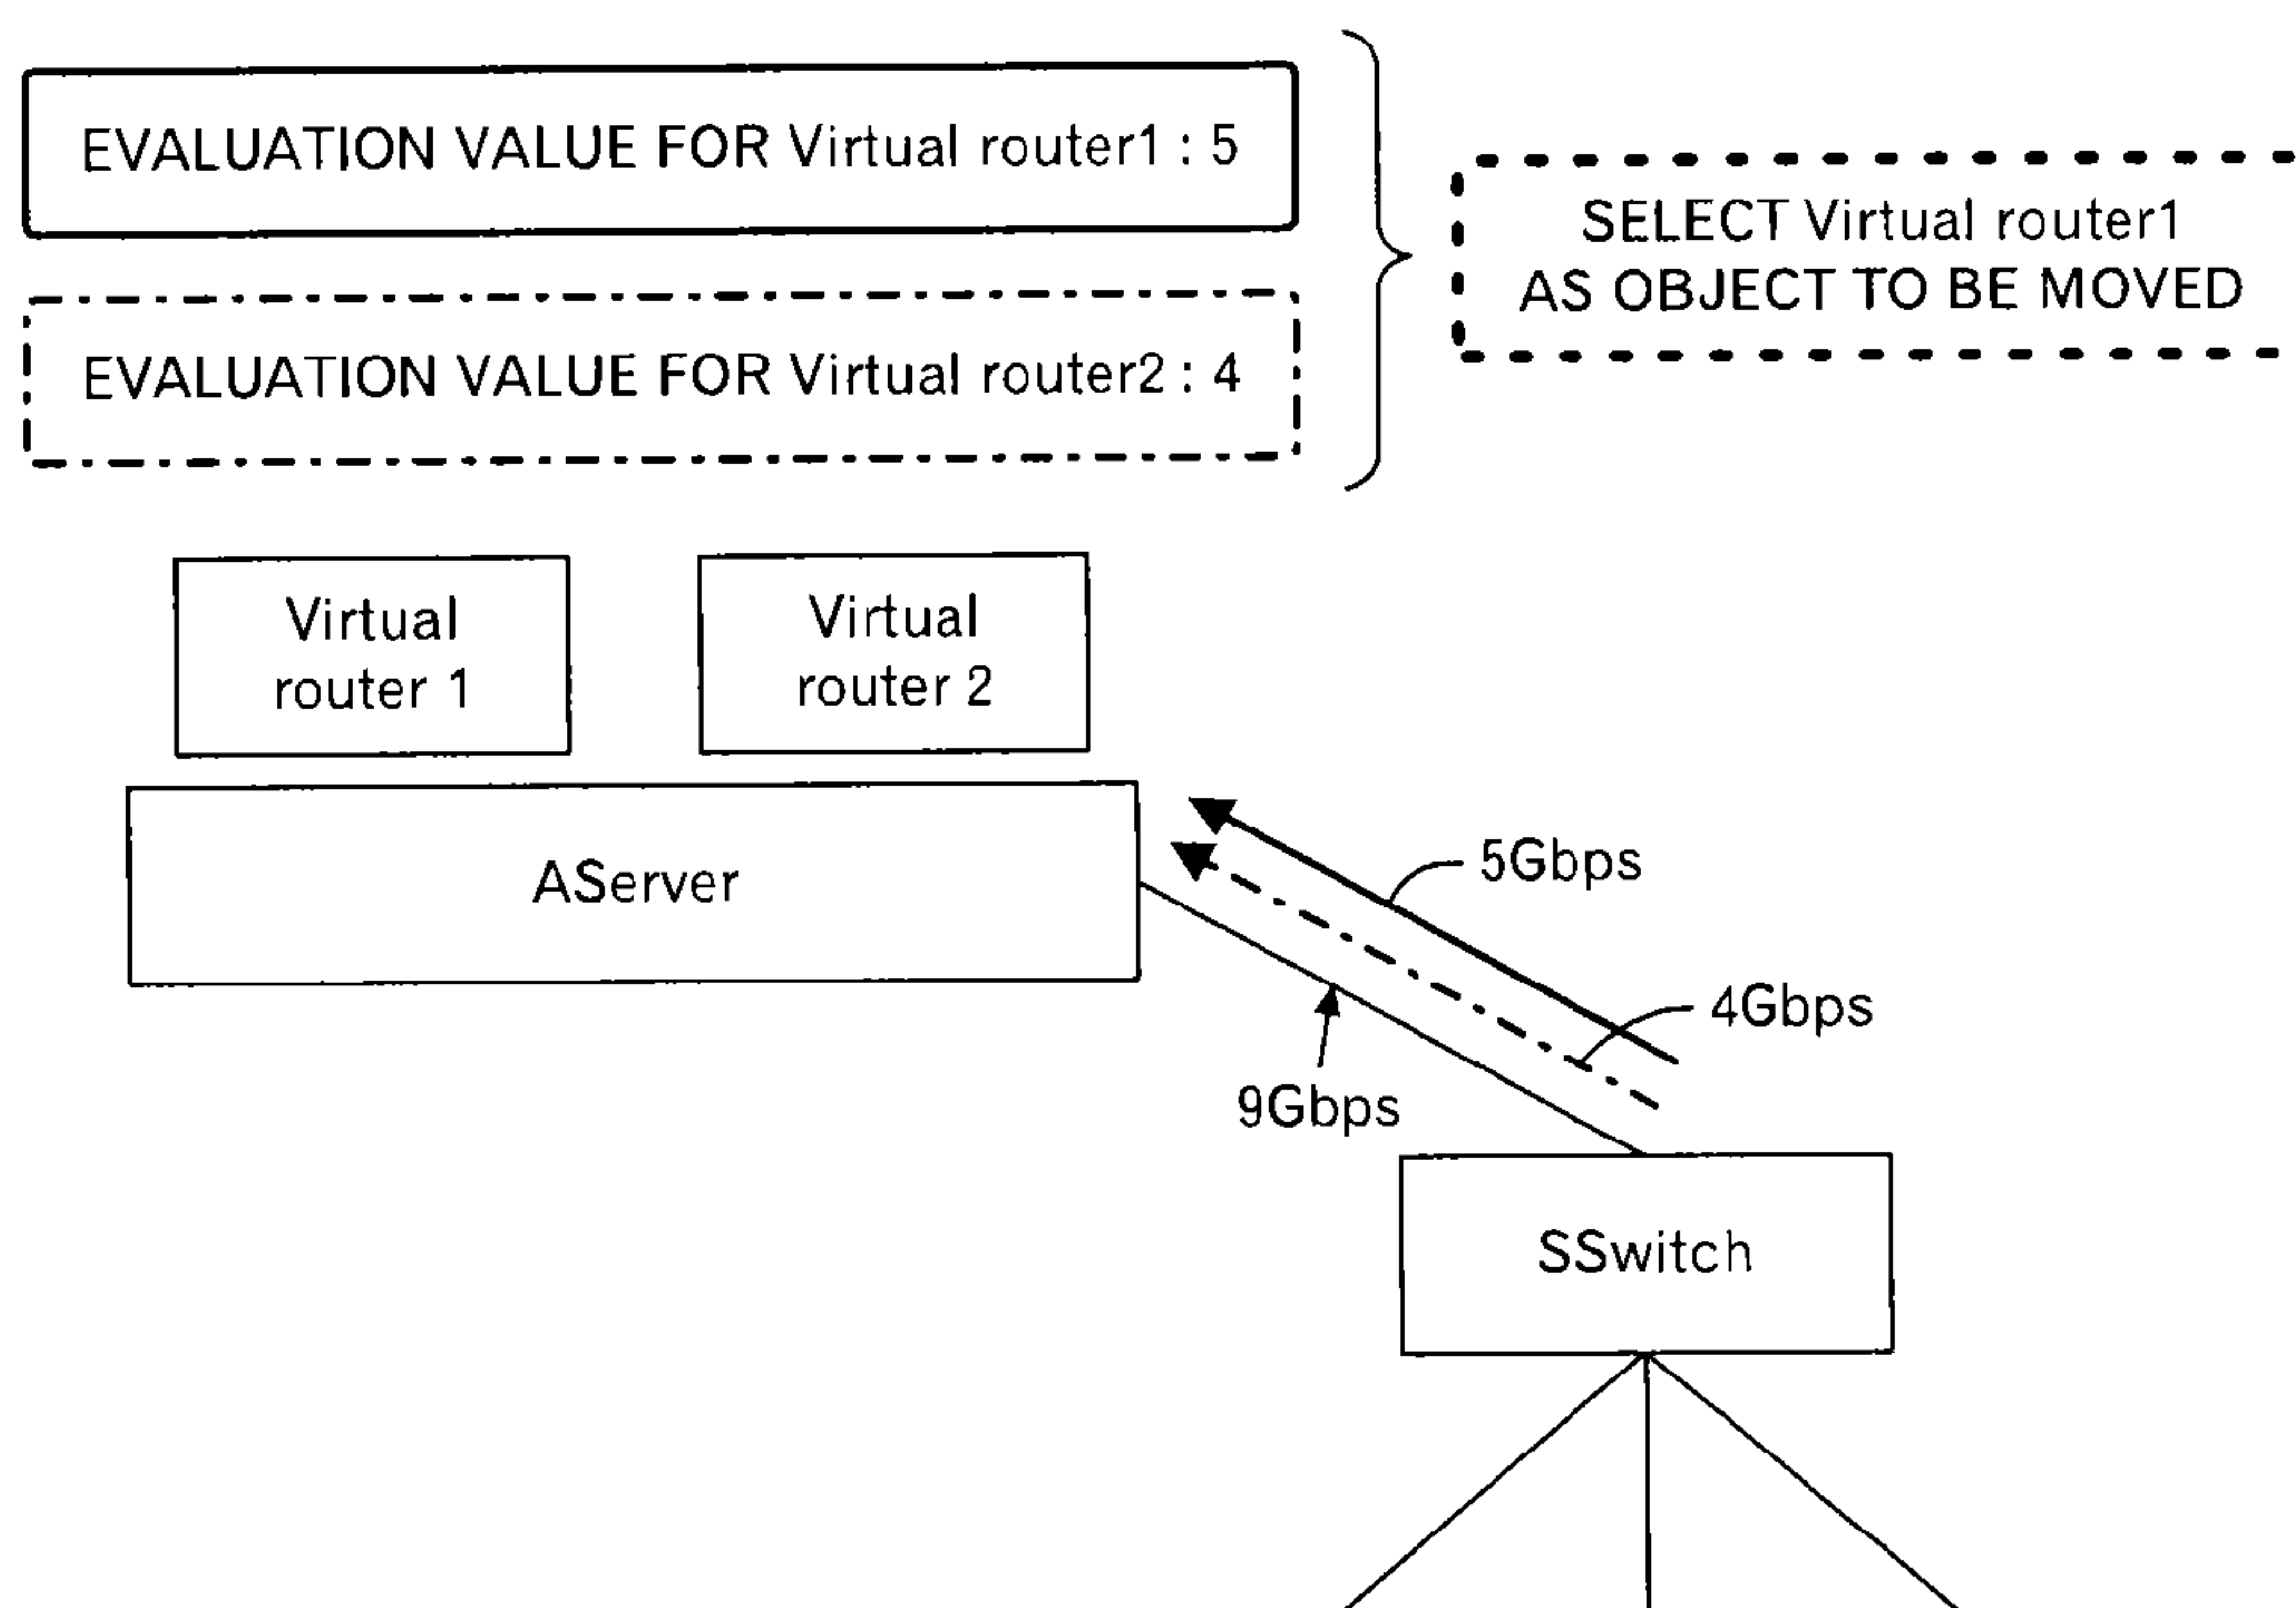 EVALUATION VALUE FOR Virtual router1 : 5
SELECT Virtual router1
AS OBJECT TO BE MOVED
EVALUATION VALUE FOR Virtual router2 : 4
Virtual
router 1
Virtual
router 2
AServer
5Gbps
4Gbps
9Gbps
SSwitch